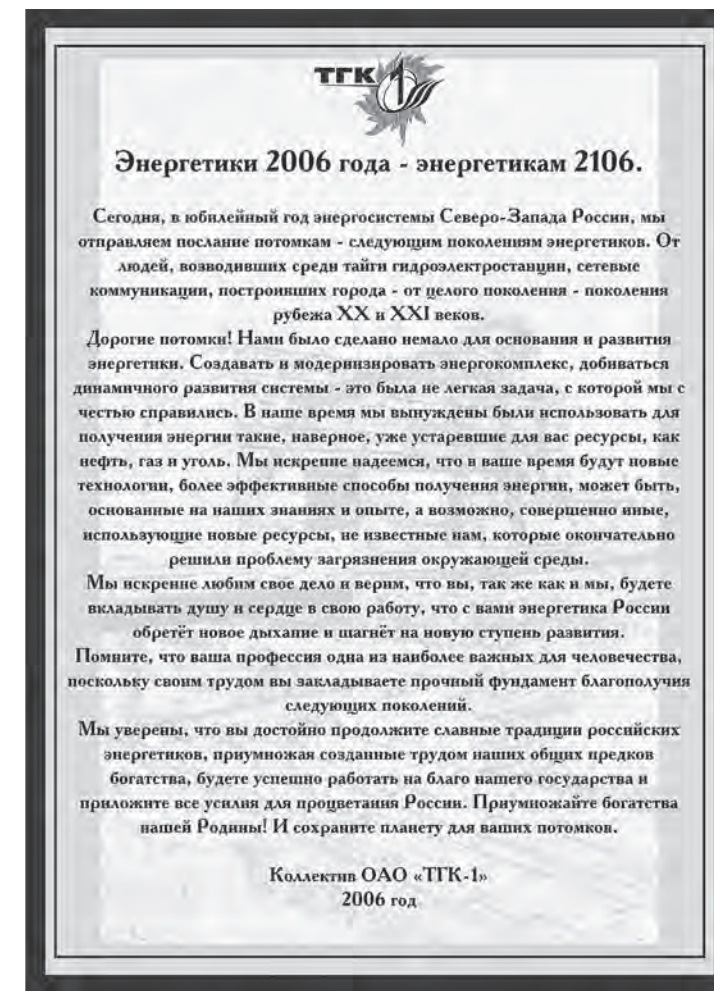 ТГК 1
Энергетики 2006 года - энергетикам 2106.
Сегодня, в юбилейный год энергосистемы Северо-Запада России, мы
отправляем послание потомкам - следующим поколениям энергетиков. От
людей, возводивших среди тайги гидроэлектростанции, сетевые
коммуникации, построивших города - от целого поколения - поколения
рубежа XX и XXI веков.
Дорогие потомки! Нами было сделано немало для основания и развития
энергетики. Создавать и модернизировать энергокомплекс, добиваться
динамичного развития системы - это была не легкая задача, с которой мы с
честью справились. В наше время мы вынуждены были использовать для
получения энергии такие, наверное, уже устаревшие для вас ресурсы, как
нефть, газ и уголь. Мы искренне надеемся, что в ваше время будут новые
технологии, более эффективные способы получения энергии, может быть,
основанные на наших знаниях и опыте, а возможно, совершенно иные,
использующие новые ресурсы, не известные нам, которые окончательно
решили проблему загрязнения окружающей среды.
Мы искренне любим свое дело и верим, что вы, так же как и мы, будете
вкладывать душу и сердце в свою работу, что с вами энергетика России
обретёт новое дыхание и шагнёт на новую ступень развития.
Помните, что ваша профессия одна из наиболее важных для человечества,
поскольку своим трудом вы закладываете прочный фундамент благополучия
следующих поколений.
Мы уверены, что вы достойно продолжите славные традиции российских
энергетиков, приумножая созданные трудом наших общих предков
богатства, будете успешно работать на благо нашего государства и
приложите все усилия для процветания России. Приумножайте богатства
нашей Родины! И сохраните планету для ваших потомков.
Коллектив ОАО «ТГК-1»
2006 год